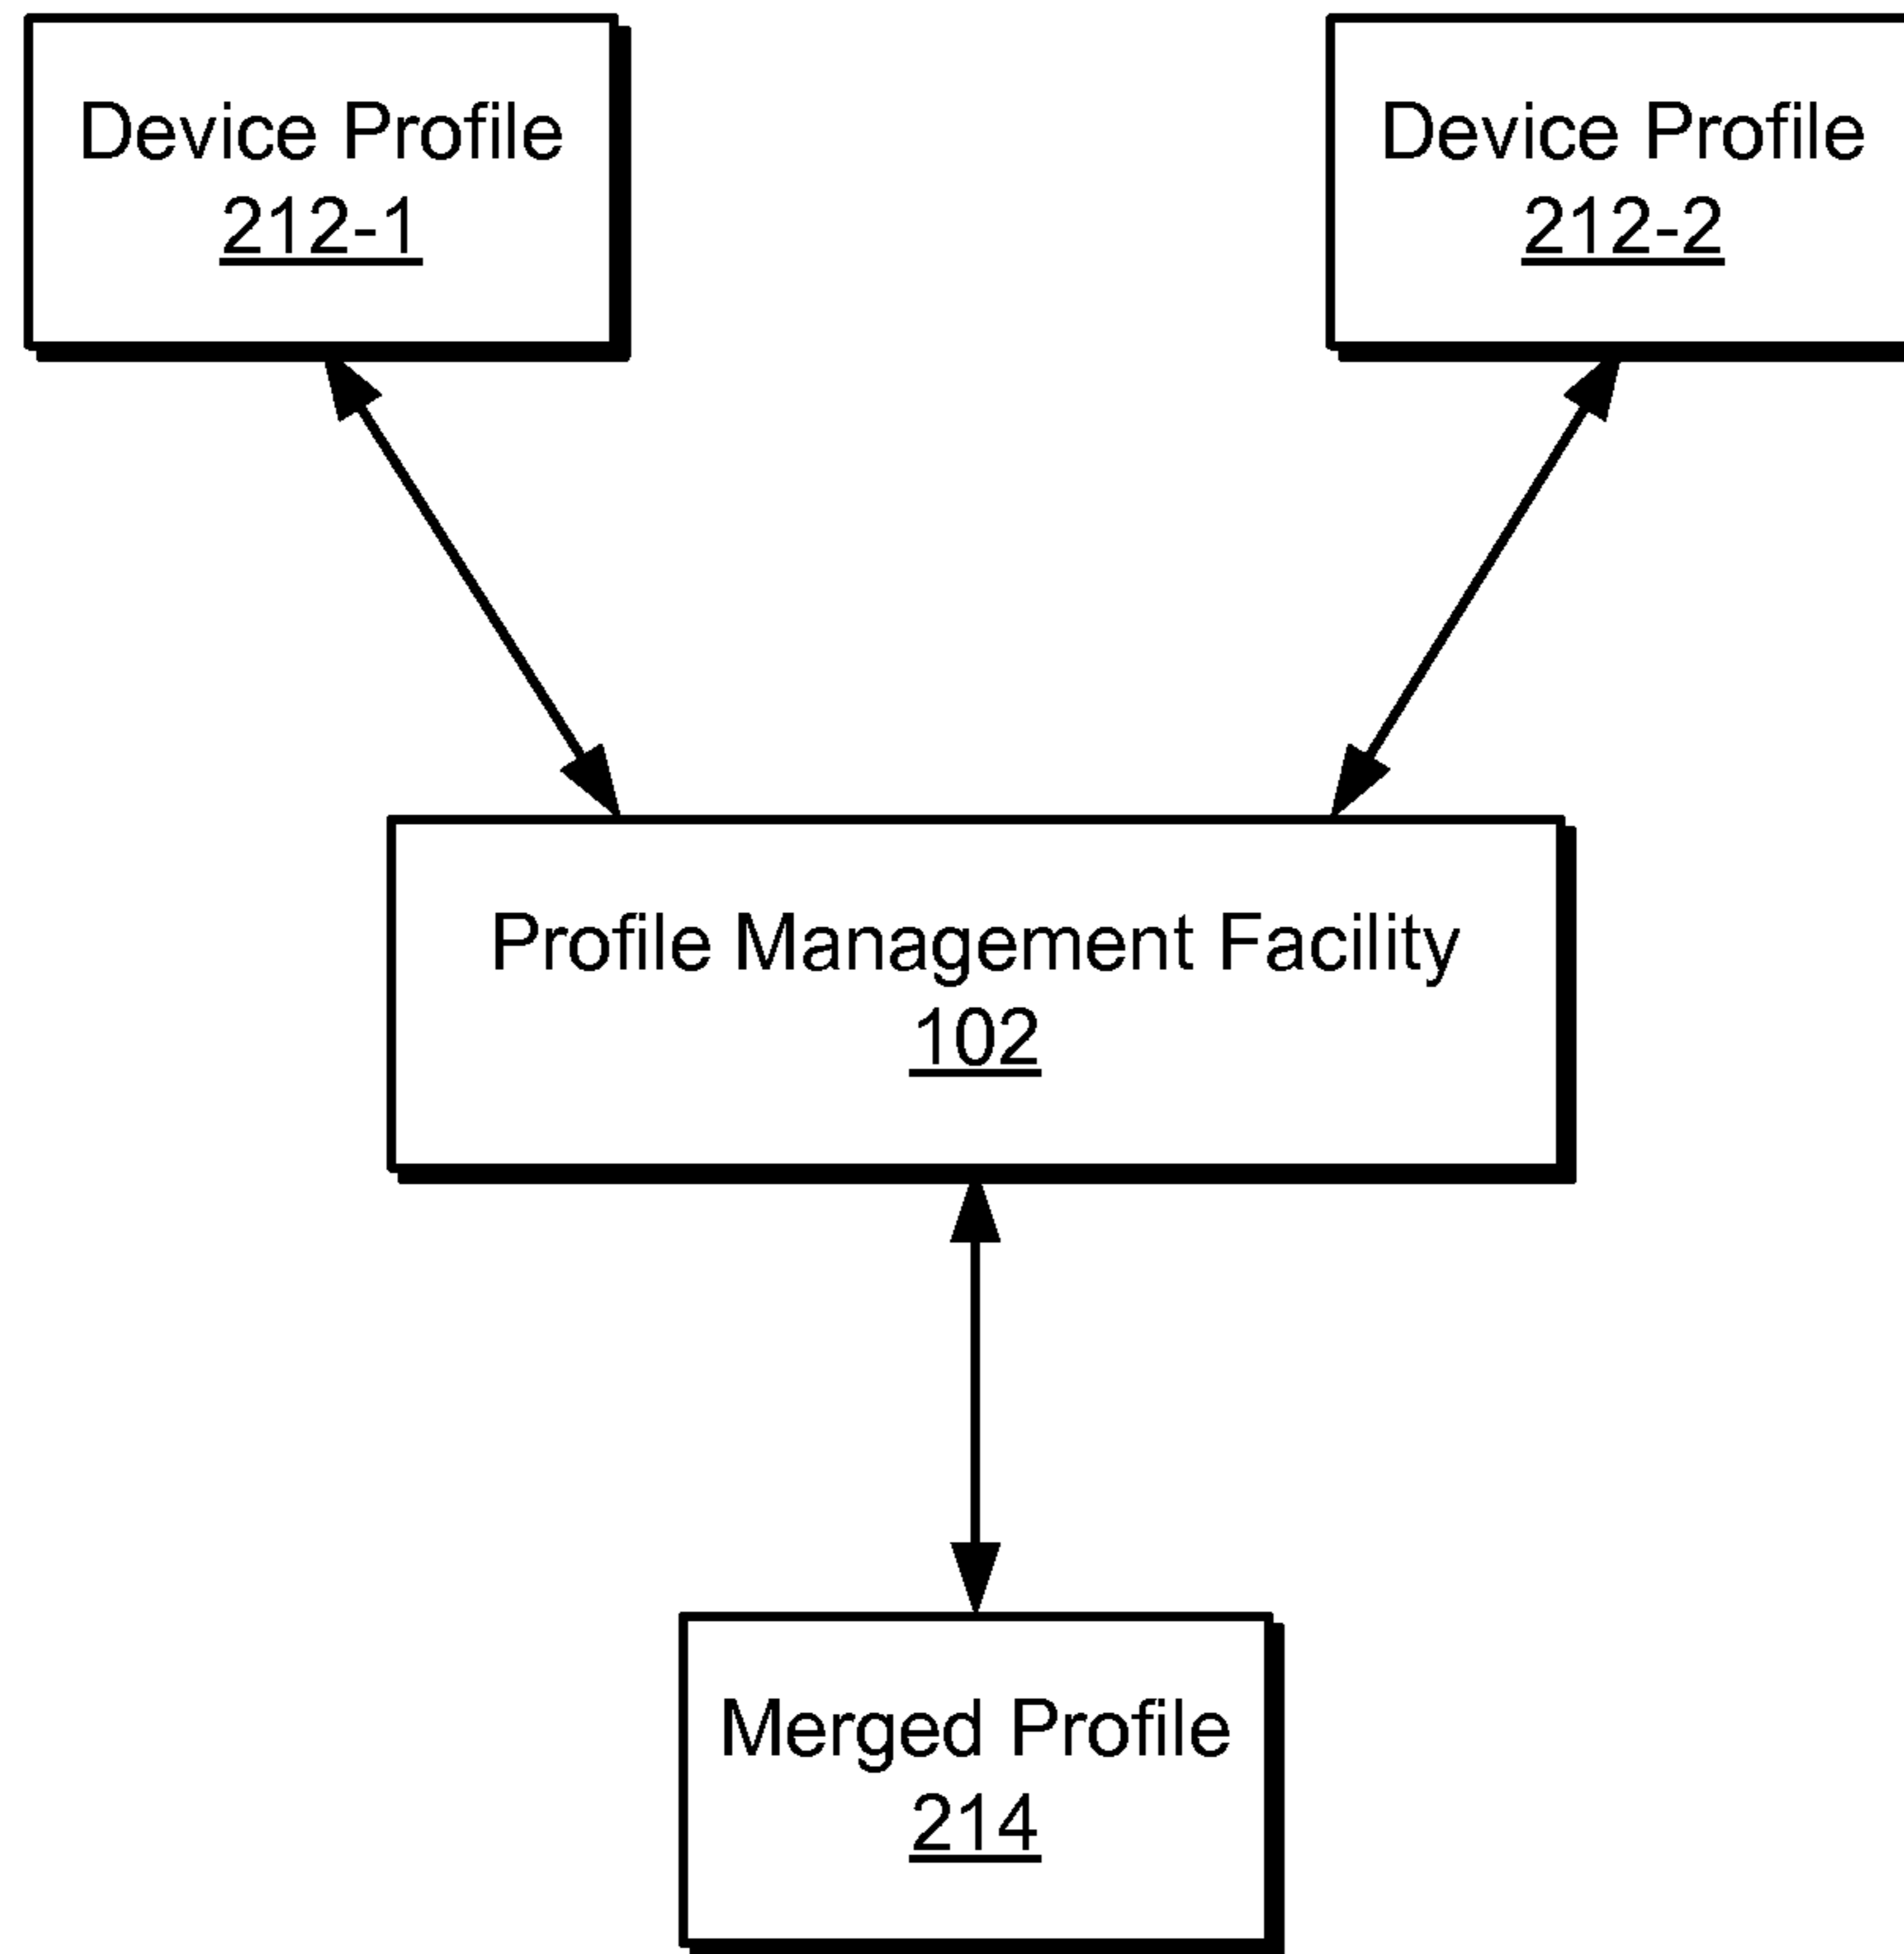 Device Profile
212-1
Device Profile
212-2
Profile Management Facility
102
Merged Profile
214